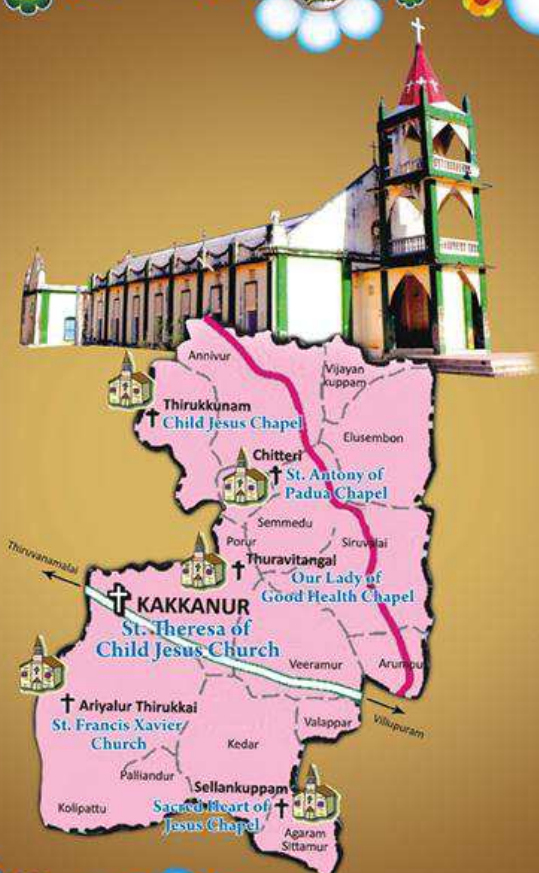 Annivur
Vijayan
kuppam
Thirukkunam
Child Jesus Chapel
Elusembon
Chitteri
St. Antony of
Padua Chapel
Semmedu
Porur
Siruvalai
Thiruvanamalai
Thuravitangal
Our Lady of
Good Health Chapel
KAKKANUR
St. Theresa of
Child Jesus Church
Veeramur
Arumpu
Ariyalur Thirukkai
St. Francis Xavier
Church
Valappar
Viliupuram
Kedar
Palliandur
Sellankuppam
Sacred Heart of
Jesus Chapel
Kolipattu
Agaram
Sittamur